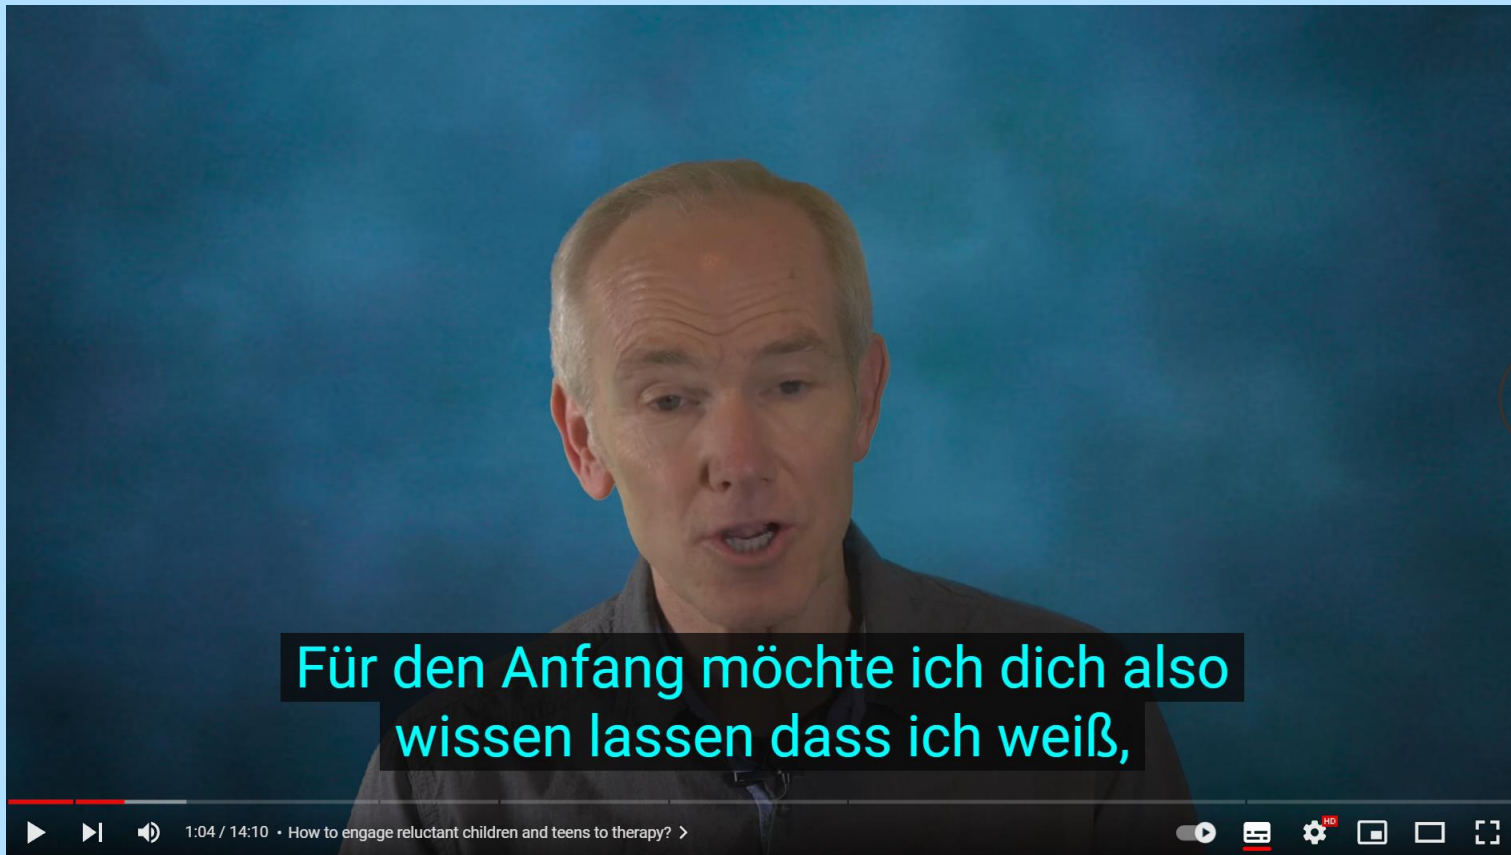 Für den Anfang möchte ich dich also
wissen lassen dass ich weiß,
1:04 / 14:10 • How to engage reluctant children and teens to therapy?
HD